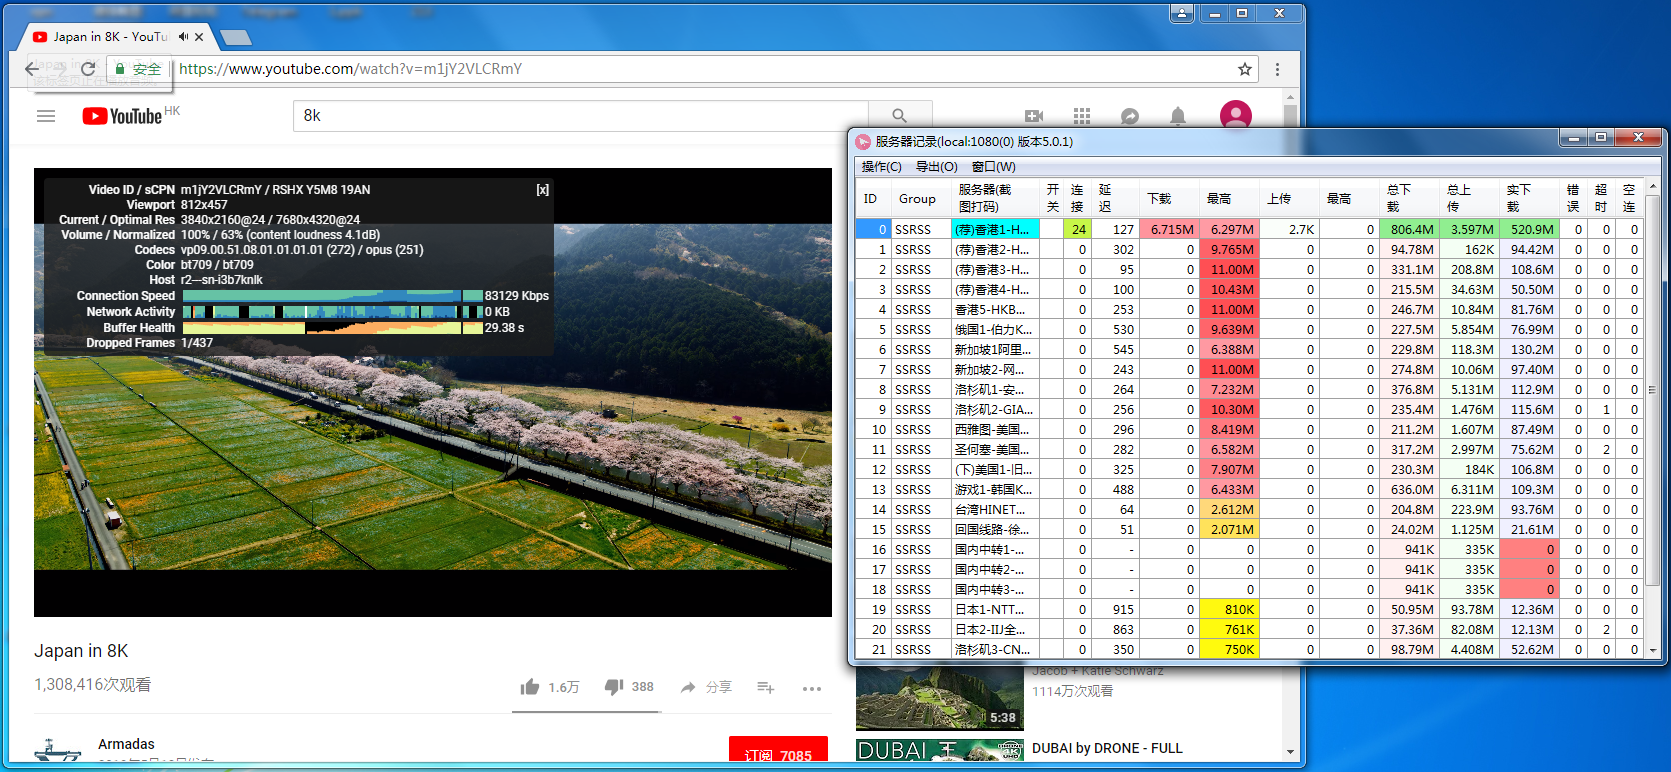 Japan in 8K - YouTu
安全
https://www.youtube.com/watch?v=m1jY2VLCRmY
YouTube HK
8k
Video ID / sCPN m1jY2VLCRmY / RSHX Y5M8 19AN [x]
Viewport 812x457
Current / Optimal Res 3840x2160@24 / 7680x4320@24
Volume / Normalized 100% / 63% (content loudness 4.1dB)
Codecs vp09.00.51.08.01.01.01.01 (272) / opus (251)
Color bt709 / bt709
Host r2---sn-i3b7knlk
Connection Speed 83129 Kbps
Network Activity 0 KB
Buffer Health 29.38 s
Dropped Frames 1/437
Japan in 8K
1,308,416次观看
1.6万
388
分享
Armadas
订阅 7085
服务器记录(local:1080(0) 版本5.0.1)
操作(C) 导出(O) 窗口(W)
ID Group 服务器(截图打码) 开关 连接 延迟 下载 最高 上传 最高 总下载 总上传 实下载 错误 超时 空连
0 SSRSS (荐)香港1-H... 24 127 6.715M 6.297M 2.7K 0 806.4M 3.597M 520.9M 0 0 0
1 SSRSS (荐)香港2-H... 0 302 0 9.765M 0 0 94.78M 162K 94.42M 0 0 0
2 SSRSS (荐)香港3-H... 0 95 0 11.00M 0 0 331.1M 208.8M 108.6M 0 0 0
3 SSRSS (荐)香港4-H... 0 100 0 10.43M 0 0 215.5M 34.63M 50.50M 0 0 0
4 SSRSS 香港5-HKB... 0 253 0 11.00M 0 0 246.7M 10.84M 81.76M 0 0 0
5 SSRSS 俄国1-伯力K... 0 530 0 9.639M 0 0 227.5M 5.854M 76.99M 0 0 0
6 SSRSS 新加坡1阿里... 0 545 0 6.388M 0 0 229.8M 118.3M 130.2M 0 0 0
7 SSRSS 新加坡2-网... 0 243 0 11.00M 0 0 274.8M 10.06M 97.40M 0 0 0
8 SSRSS 洛杉矶1-安... 0 264 0 7.232M 0 0 376.8M 5.131M 112.9M 0 0 0
9 SSRSS 洛杉矶2-GIA... 0 256 0 10.30M 0 0 235.4M 1.476M 115.6M 0 1 0
10 SSRSS 西雅图-美国... 0 296 0 8.419M 0 0 211.2M 1.607M 87.49M 0 0 0
11 SSRSS 圣何塞-美国... 0 282 0 6.582M 0 0 317.2M 2.997M 75.62M 0 2 0
12 SSRSS (下)美国1-旧... 0 325 0 7.907M 0 0 230.3M 184K 106.8M 0 0 0
13 SSRSS 游戏1-韩国K... 0 488 0 6.433M 0 0 636.0M 6.311M 109.3M 0 0 0
14 SSRSS 台湾HINET... 0 64 0 2.612M 0 0 204.8M 223.9M 93.76M 0 0 0
15 SSRSS 回国线路-徐... 0 51 0 2.071M 0 0 24.02M 1.125M 21.61M 0 0 0
16 SSRSS 国内中转1-... 0 - 0 0 0 0 941K 335K 0 0 0 0
17 SSRSS 国内中转2-... 0 - 0 0 0 0 941K 335K 0 0 0 0
18 SSRSS 国内中转3-... 0 - 0 0 0 0 941K 335K 0 0 0 0
19 SSRSS 日本1-NTT... 0 915 0 810K 0 0 50.95M 93.78M 12.36M 0 0 0
20 SSRSS 日本2-IIJ全... 0 863 0 761K 0 0 37.36M 82.08M 12.13M 0 2 0
21 SSRSS 洛杉矶3-CN... 0 350 0 750K 0 0 98.79M 4.408M 52.62M 0 0 0
Jacob + Katie Schwarz
1114万次观看
5:38
DUBAI
DUBAI by DRONE - FULL